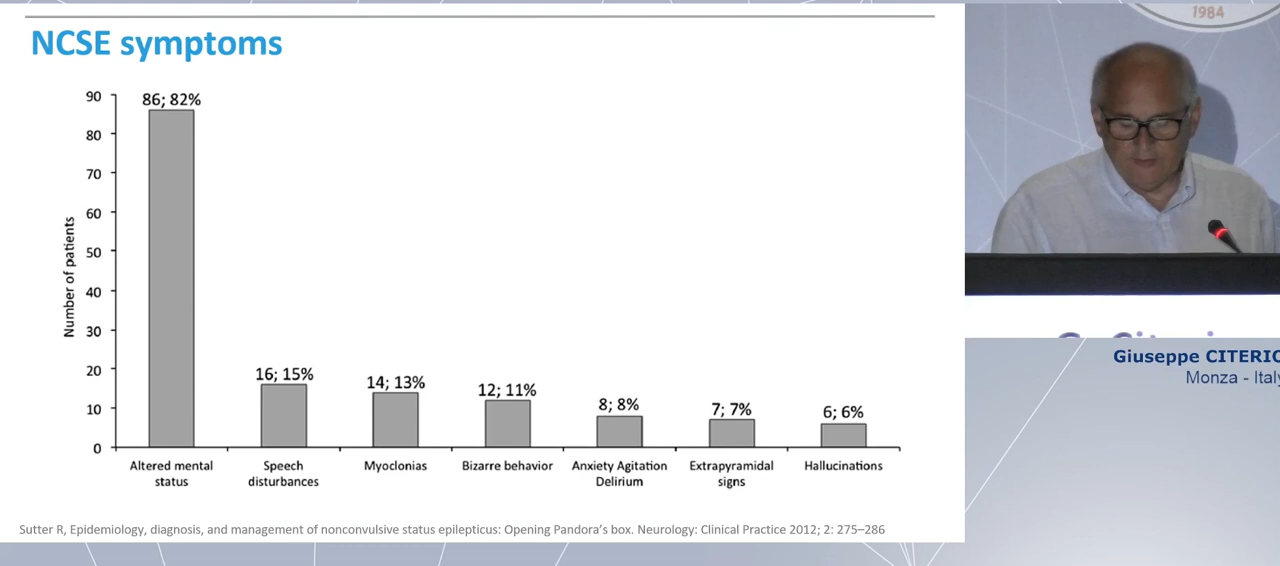 NCSE symptoms
90
80
70
60
50
40
30
20
10
0
Number of patients
86; 82%
16; 15%
14; 13%
12; 11%
8; 8%
7; 7%
6; 6%
Altered mental
status
Speech
disturbances
Myoclonias
Bizarre behavior
Anxiety Agitation
Delirium
Extrapyramidal
signs
Hallucinations
Sutter R, Epidemiology, diagnosis, and management of nonconvulsive status epilepticus: Opening Pandora's box. Neurology: Clinical Practice 2012; 2: 275–286
1984
Giuseppe CITERIO
Monza - Italy